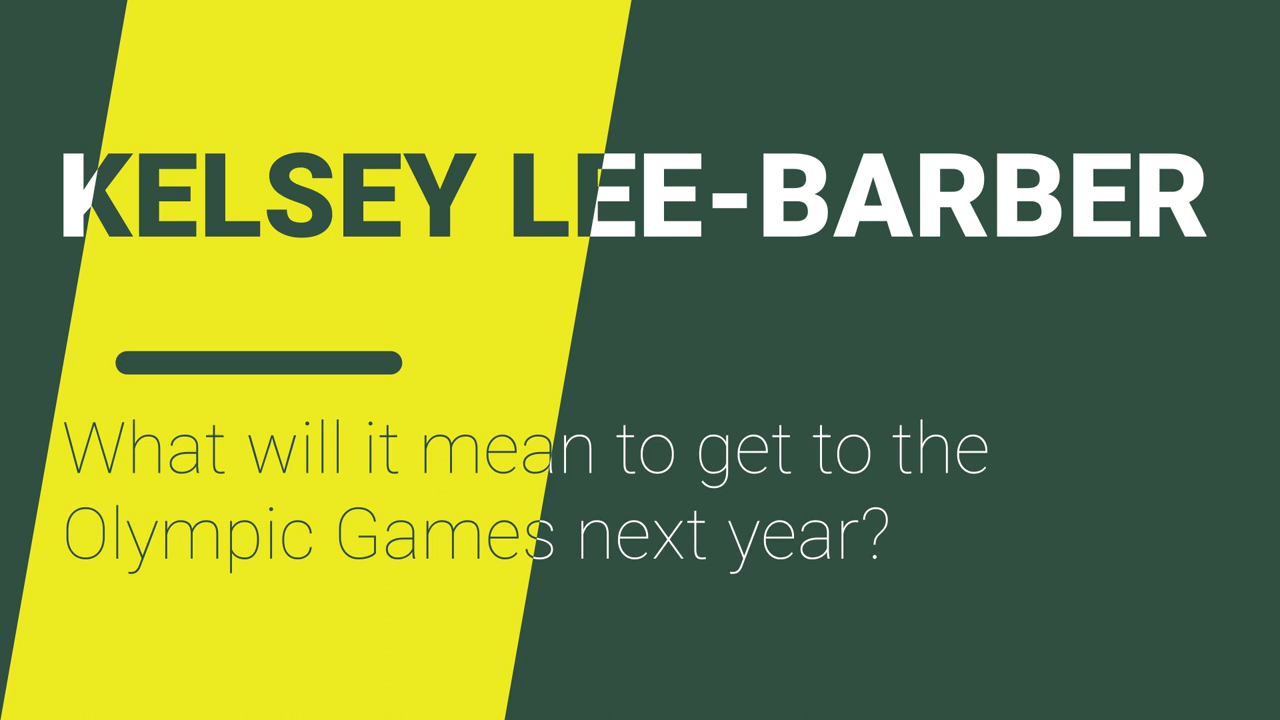 KELSEY LEE-BARBER
What will it mean to get to the
Olympic Games next year?